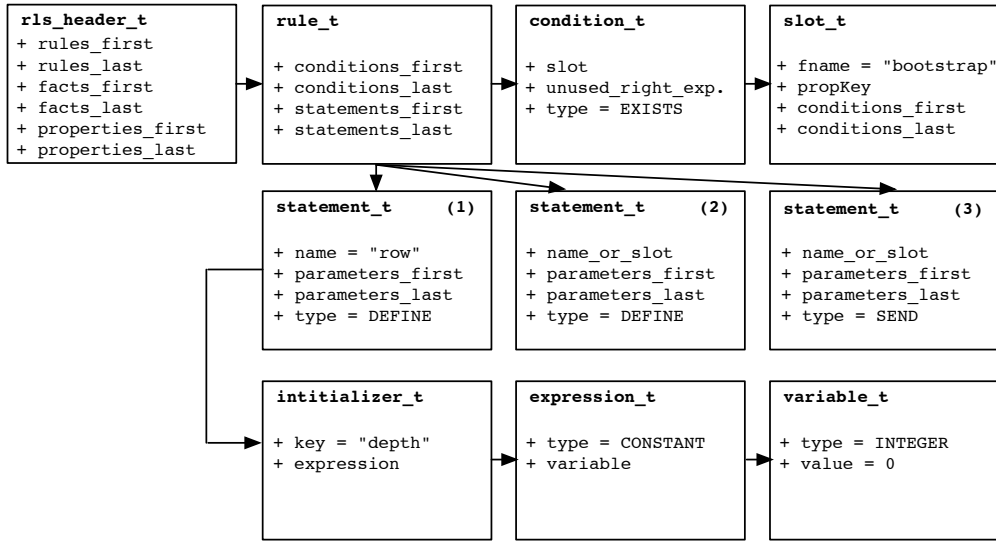 rls_header_t
+ rules_first
+ rules_last
+ facts_first
+ facts_last
+ properties_first
+ properties_last
rule_t
+ conditions_first
+ conditions_last
+ statements_first
+ statements_last
condition_t
+ slot
+ unused_right_exp.
+ type = EXISTS
slot_t
+ fname = "bootstrap"
+ propKey
+ conditions_first
+ conditions_last
statement_t (1)
+ name = "row"
+ parameters_first
+ parameters_last
+ type = DEFINE
statement_t (2)
+ name_or_slot
+ parameters_first
+ parameters_last
+ type = DEFINE
statement_t (3)
+ name_or_slot
+ parameters_first
+ parameters_last
+ type = SEND
intitializer_t
+ key = "depth"
+ expression
expression_t
+ type = CONSTANT
+ variable
variable_t
+ type = INTEGER
+ value = 0